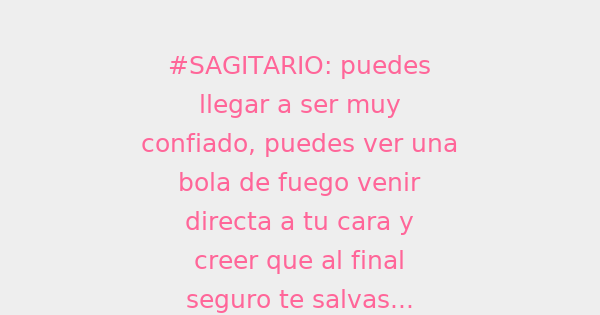 #SAGITARIO: puedes
llegar a ser muy
confiado, puedes ver una
bola de fuego venir
directa a tu cara y
creer que al final
seguro te salvas...